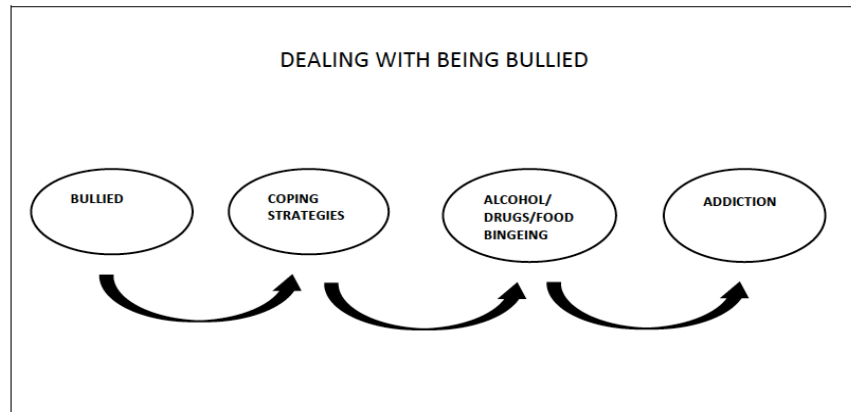 DEALING WITH BEING BULLIED
BULLIED
COPING
STRATEGIES
ALCOHOL/
DRUGS/FOOD
BINGEING
ADDICTION